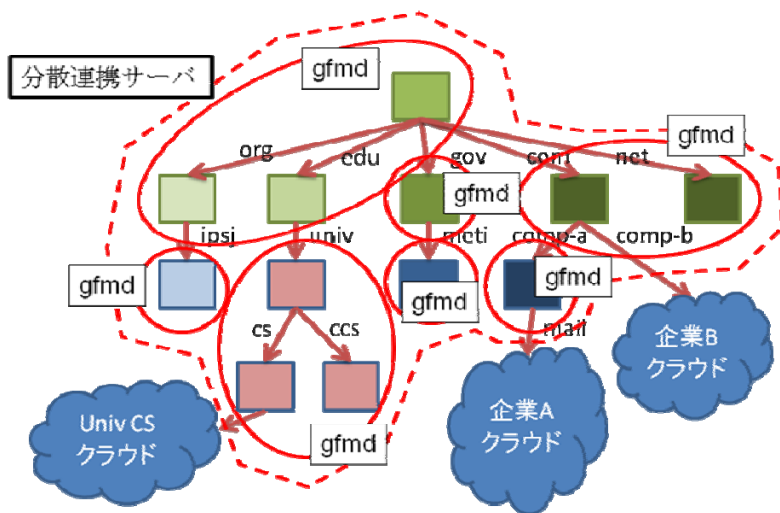 gfmd
分散連携サーバ
org
edu
gov
com
net
gfmd
gfmd
ipsj
univ
meti
comp-a
comp-b
gfmd
gfmd
gfmd
cs
ccs
mail
企業B
クラウド
Univ CS
クラウド
企業A
クラウド
gfmd